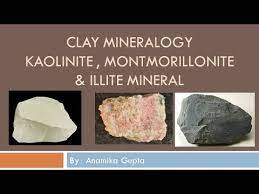 CLAY MINERALOGY
KAOLINITE , MONTMORILLONITE
& ILLITE MINERAL
By: Anamika Gupta